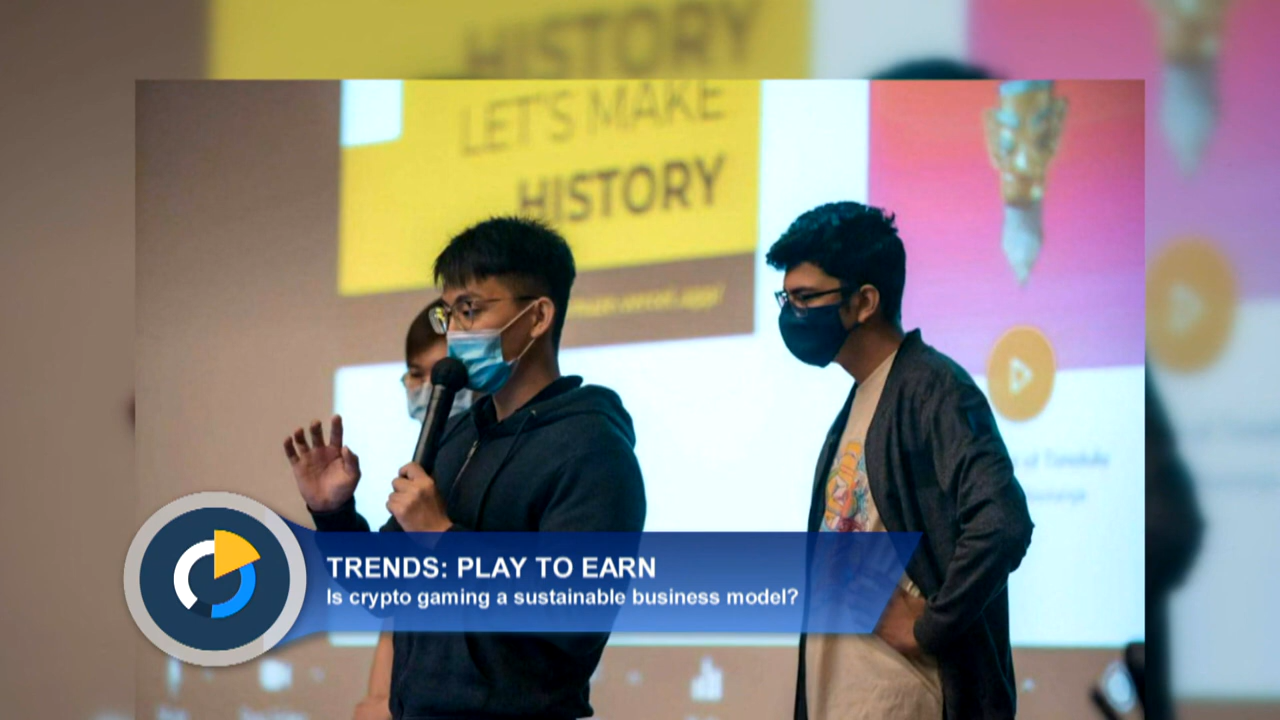 HISTORY
LET'S MAKE
HISTORY
TRENDS: PLAY TO EARN
Is crypto gaming a sustainable business model?